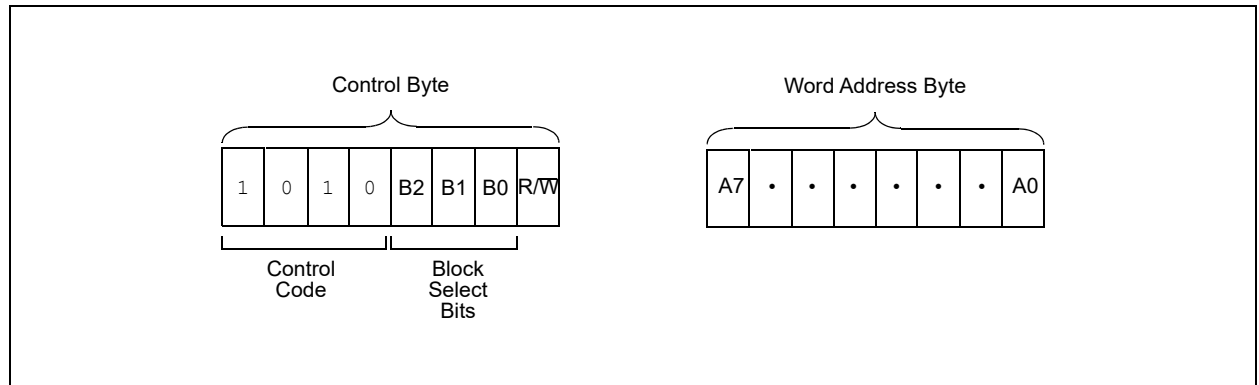 Control Byte
1 0 1 0 B2 B1 B0 R/W̅
Control
Code
Block
Select
Bits
Word Address Byte
A7 • • • • • • A0